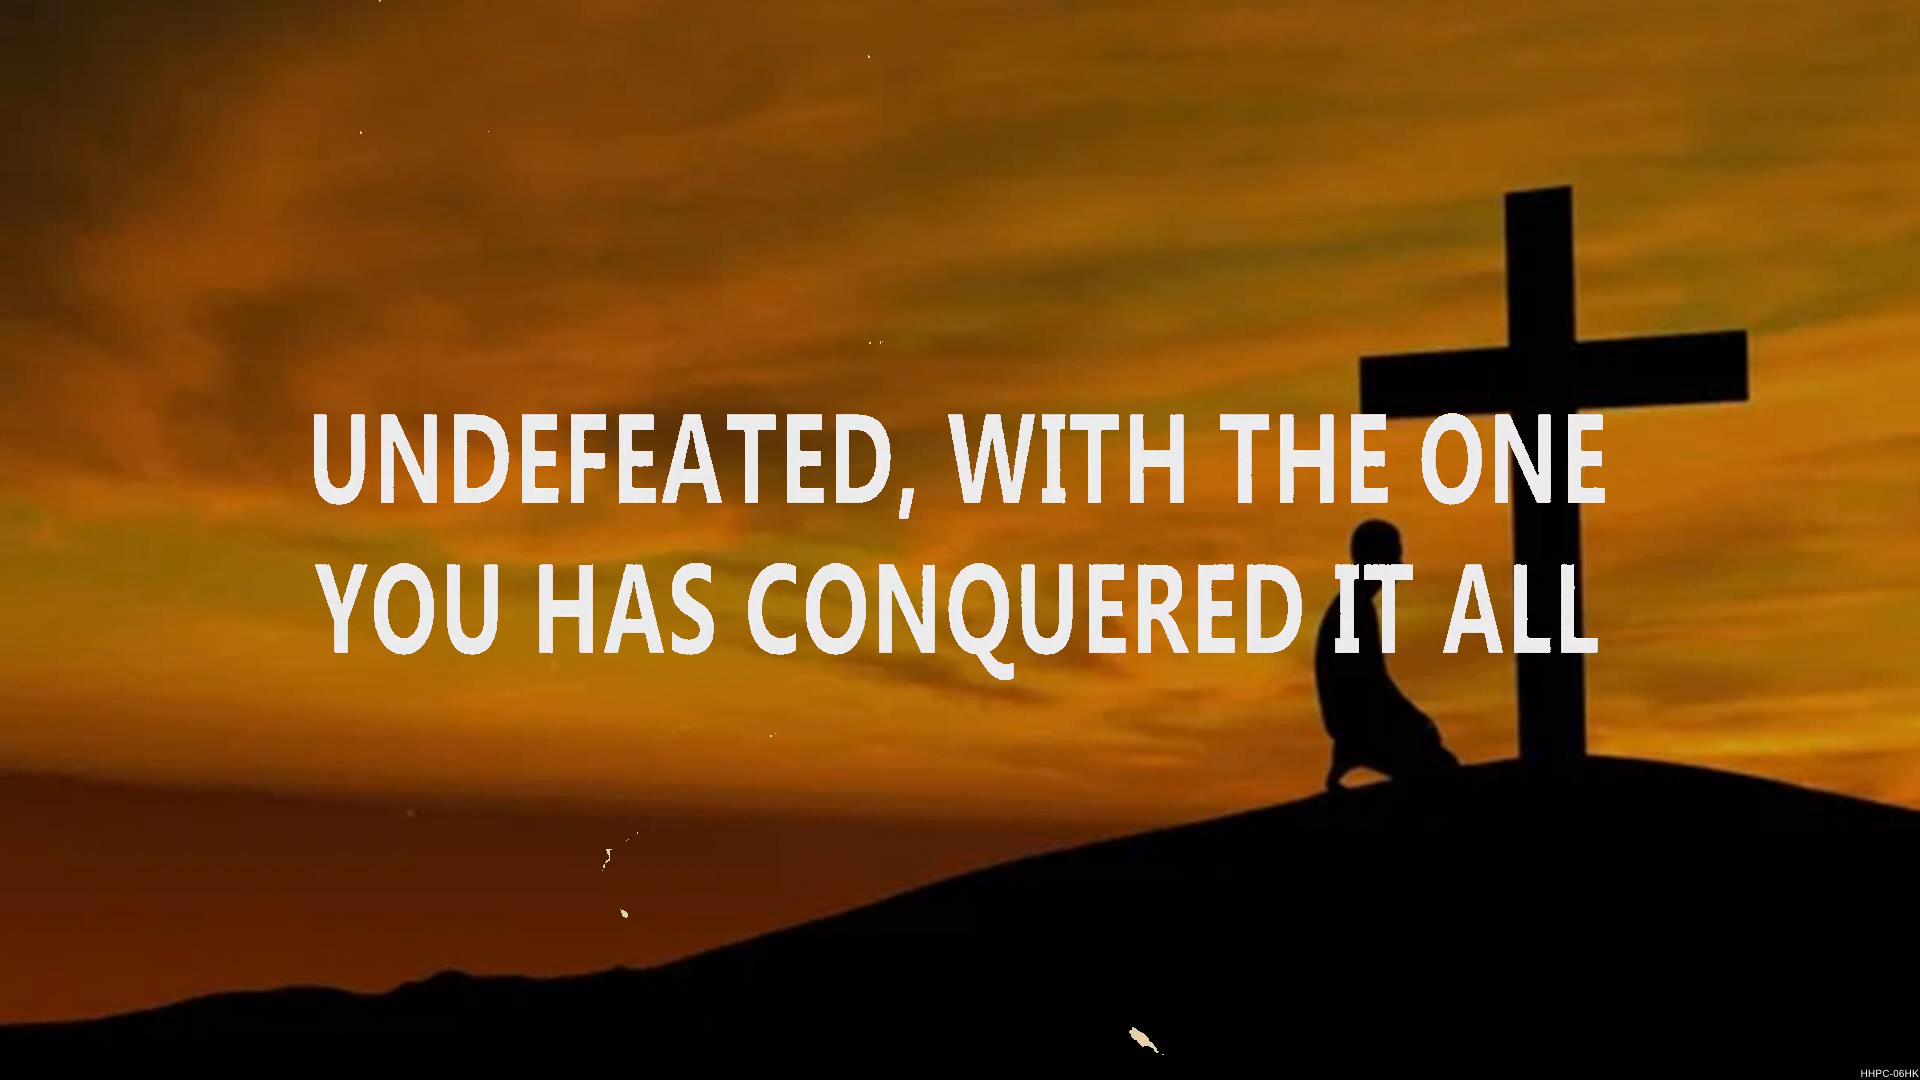 UNDEFEATED, WITH THE ONE
YOU HAS CONQUERED IT ALL
HHPC-06HK